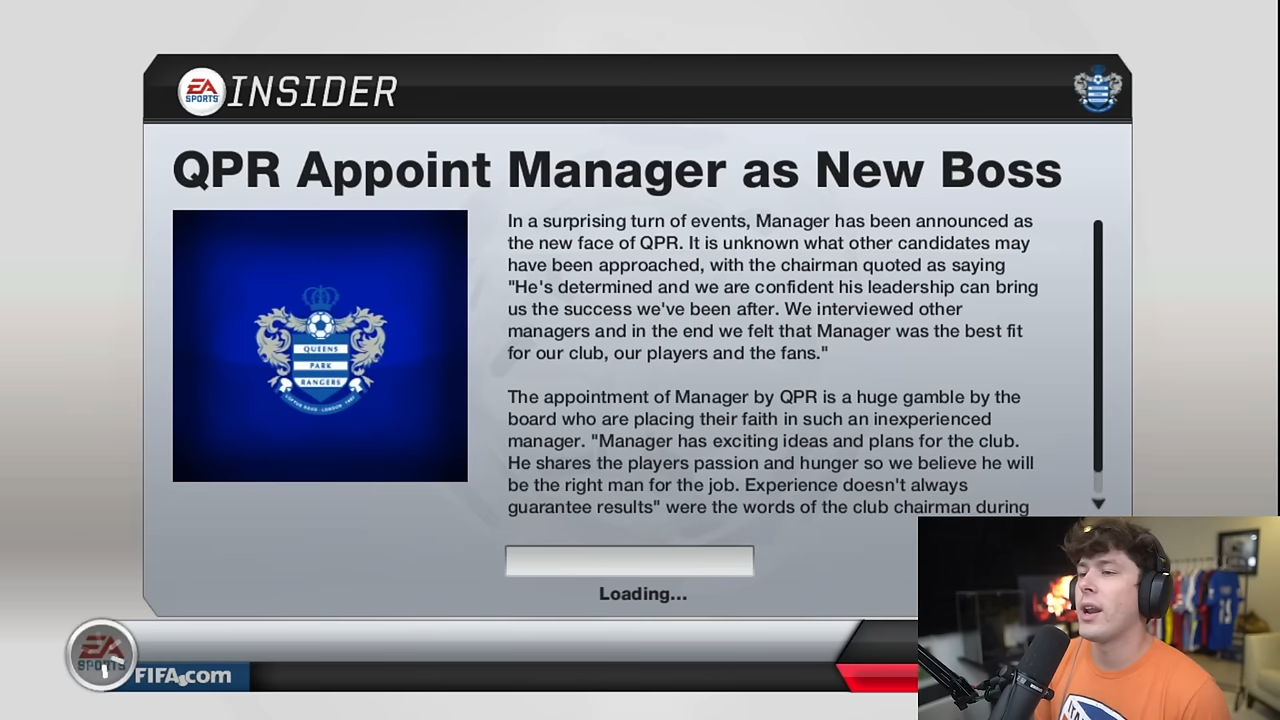 EA
SPORTS
INSIDER
QPR Appoint Manager as New Boss
In a surprising turn of events, Manager has been announced as
the new face of QPR. It is unknown what other candidates may
have been approached, with the chairman quoted as saying
"He's determined and we are confident his leadership can bring
us the success we've been after. We interviewed other
managers and in the end we felt that Manager was the best fit
for our club, our players and the fans."
The appointment of Manager by QPR is a huge gamble by the
board who are placing their faith in such an inexperienced
manager. "Manager has exciting ideas and plans for the club.
He shares the players passion and hunger so we believe he will
be the right man for the job. Experience doesn't always
guarantee results" were the words of the club chairman during
QUEENS
PARK
RANGERS
LOFTUS ROAD · LONDON
Loading...
EA
SPORTS
FIFA.com